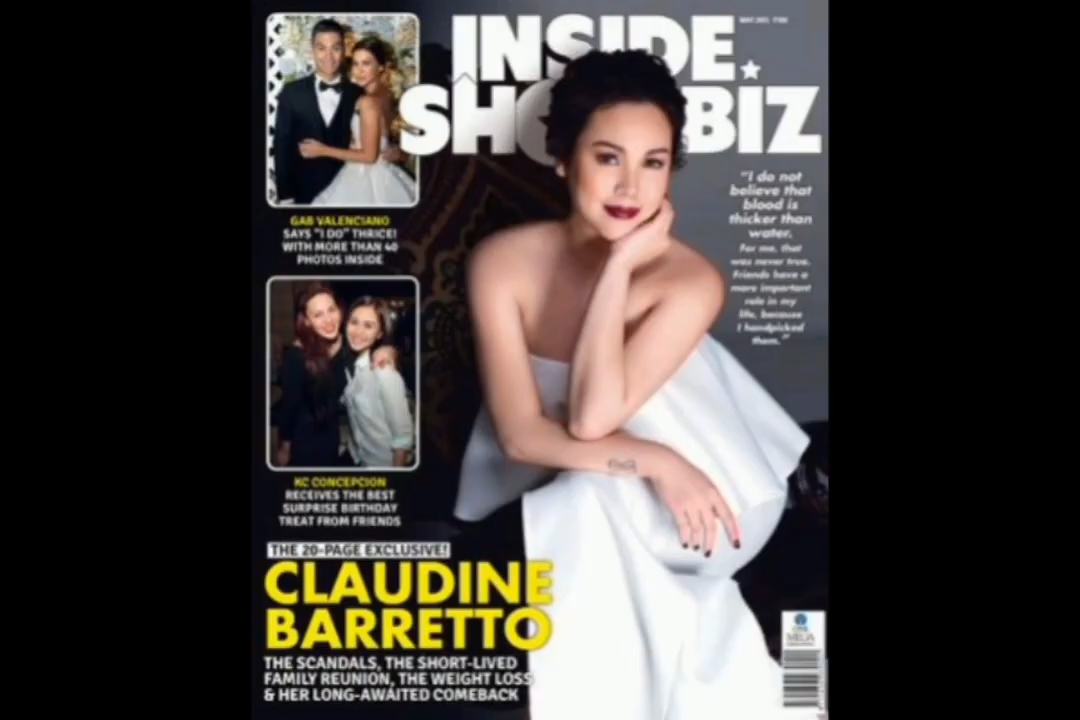 INSIDE
SHOWBIZ
GAB VALENCIANO
SAYS "I DO" THRICE!
WITH MORE THAN 40
PHOTOS INSIDE
"I do not
believe that
blood is
thicker than
water.
For me, that
was never true.
Friends have a
more important
role in my
life, because
I handpicked
them."
KC CONCEPCION
RECEIVES THE BEST
SURPRISE BIRTHDAY
TREAT FROM FRIENDS
THE 20-PAGE EXCLUSIVE!
CLAUDINE
BARRETTO
THE SCANDALS, THE SHORT-LIVED
FAMILY REUNION, THE WEIGHT LOSS
& HER LONG-AWAITED COMEBACK